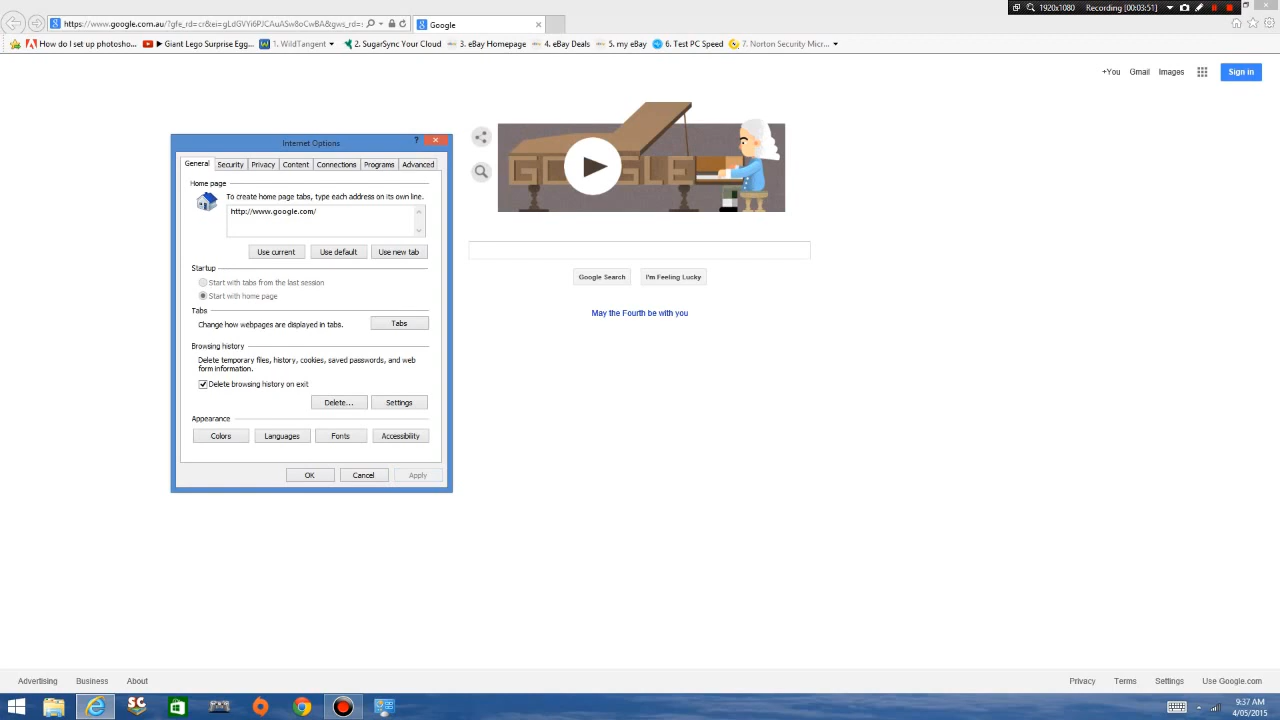 https://www.google.com.au/?gfe_rd=cr&ei=gLdGVYi6PJCAuASw8oCwBA&gws_rd=s
Google
1920x1080
Recording [00:03:51]
How do I set up photosho...
Giant Lego Surprise Egg...
1. WildTangent
2. SugarSync Your Cloud
3. eBay Homepage
4. eBay Deals
5. my eBay
6. Test PC Speed
7. Norton Security Micr...
+You Gmail Images Sign in
GOOGLE
Google Search I'm Feeling Lucky
May the Fourth be with you
Internet Options
? 
General Security Privacy Content Connections Programs Advanced
Home page
To create home page tabs, type each address on its own line.
http://www.google.com/
Use current Use default Use new tab
Startup
Start with tabs from the last session
Start with home page
Tabs
Change how webpages are displayed in tabs.
Tabs
Browsing history
Delete temporary files, history, cookies, saved passwords, and web
form information.
Delete browsing history on exit
Delete... Settings
Appearance
Colors Languages Fonts Accessibility
OK Cancel Apply
Advertising Business About
Privacy Terms Settings Use Google.com
SC
9:37 AM
4/05/2015